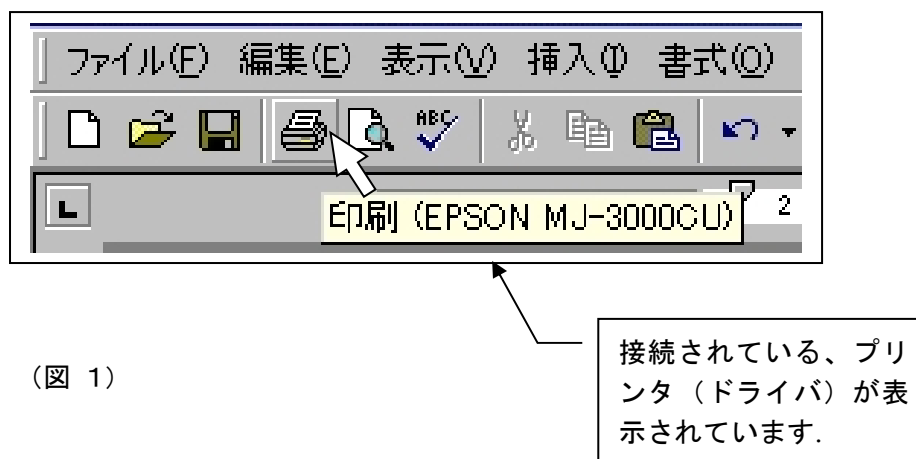 ファイル(F) 編集(E) 表示(V) 挿入(I) 書式(O)
ABC
L 2
印刷 (EPSON MJ-3000CU)
(図 1)
接続されている、プリ
ンタ（ドライバ）が表
示されています.